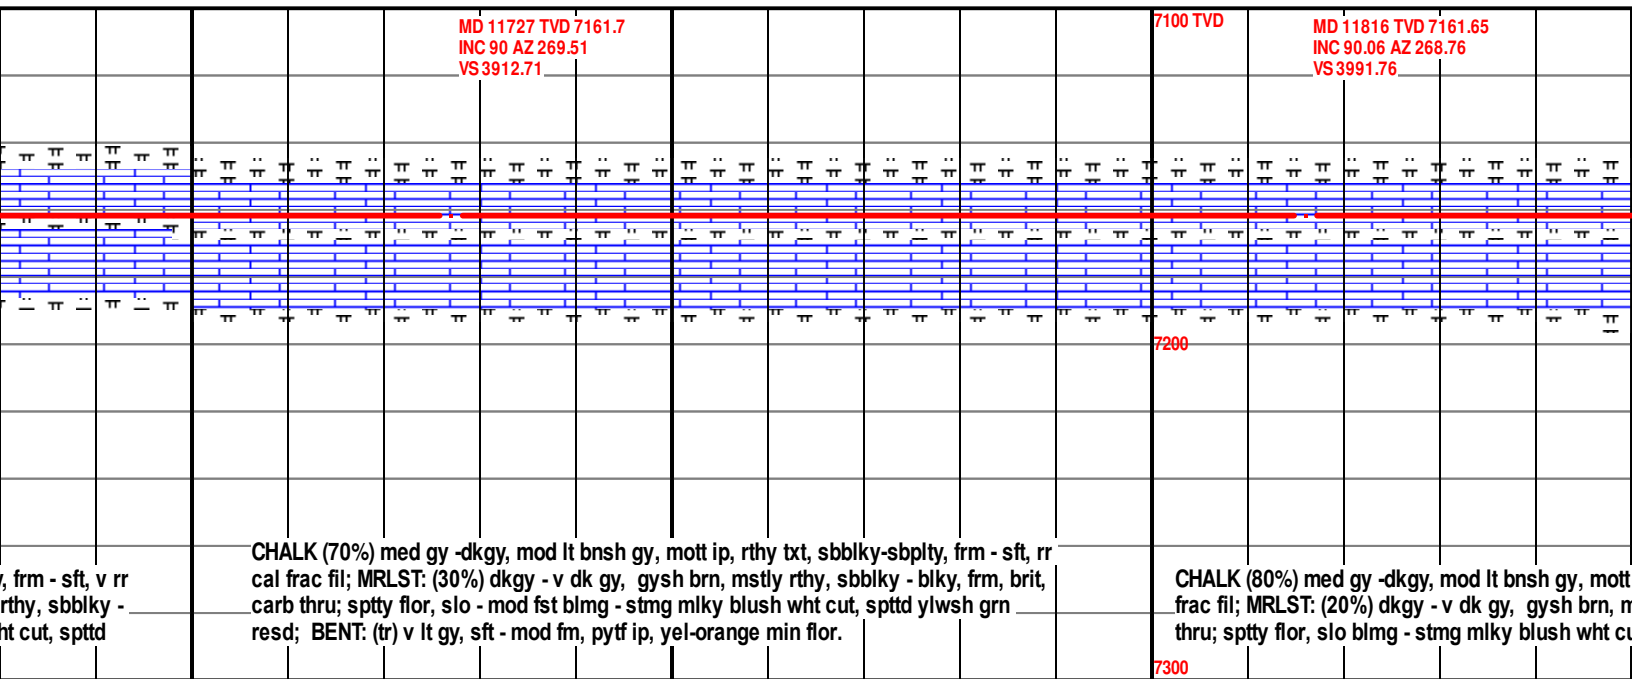 MD 11727 TVD 7161.7
INC 90 AZ 269.51
VS 3912.71
7100 TVD
MD 11816 TVD 7161.65
INC 90.06 AZ 268.76
VS 3991.76
7200
, frm - sft, v rr
rthy, sbblky -
ht cut, spttd
CHALK (70%) med gy -dkgy, mod lt bnsh gy, mott ip, rthy txt, sbblky-sbplty, frm - sft, rr
cal frac fil; MRLST: (30%) dkgy - v dk gy, gysh brn, mstly rthy, sbblky - blky, frm, brit,
carb thru; sptty flor, slo - mod fst blmg - stmg mlky blush wht cut, spttd ylwsh grn
resd; BENT: (tr) v lt gy, sft - mod fm, pytf ip, yel-orange min flor.
CHALK (80%) med gy -dkgy, mod lt bnsh gy, mott
frac fil; MRLST: (20%) dkgy - v dk gy, gysh brn, m
thru; sptty flor, slo blmg - stmg mlky blush wht cu
7300